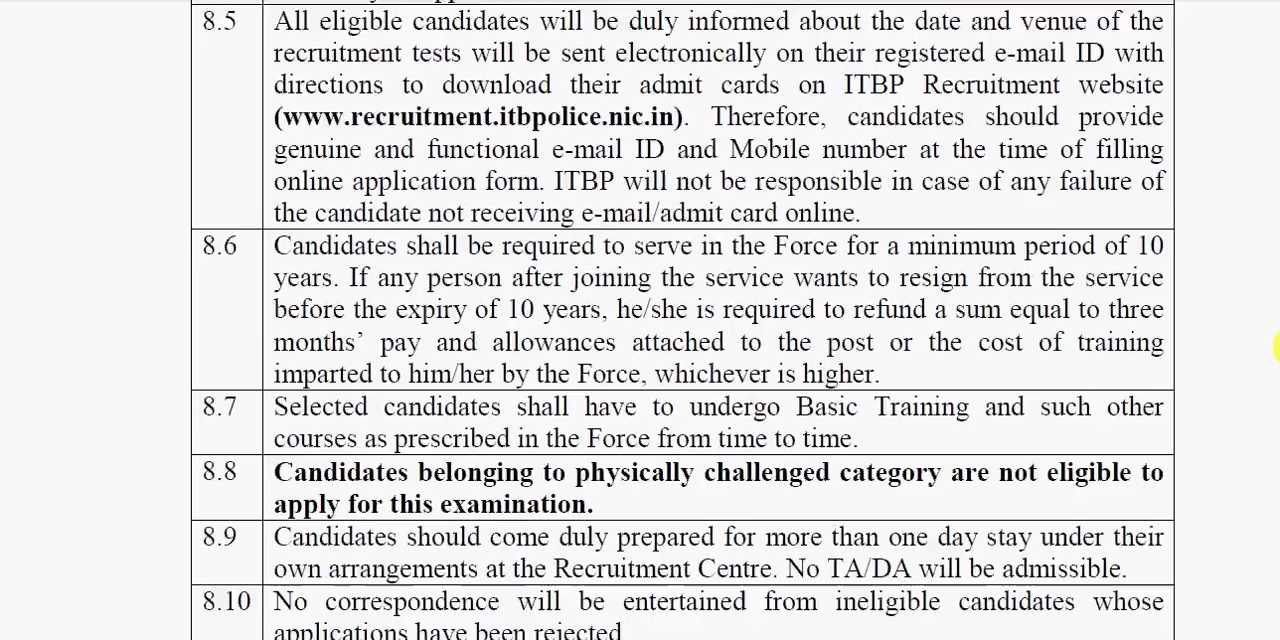 8.5 All eligible candidates will be duly informed about the date and venue of the
recruitment tests will be sent electronically on their registered e-mail ID with
directions to download their admit cards on ITBP Recruitment website
(www.recruitment.itbpolice.nic.in). Therefore, candidates should provide
genuine and functional e-mail ID and Mobile number at the time of filling
online application form. ITBP will not be responsible in case of any failure of
the candidate not receiving e-mail/admit card online.
8.6 Candidates shall be required to serve in the Force for a minimum period of 10
years. If any person after joining the service wants to resign from the service
before the expiry of 10 years, he/she is required to refund a sum equal to three
months’ pay and allowances attached to the post or the cost of training
imparted to him/her by the Force, whichever is higher.
8.7 Selected candidates shall have to undergo Basic Training and such other
courses as prescribed in the Force from time to time.
8.8 Candidates belonging to physically challenged category are not eligible to
apply for this examination.
8.9 Candidates should come duly prepared for more than one day stay under their
own arrangements at the Recruitment Centre. No TA/DA will be admissible.
8.10 No correspondence will be entertained from ineligible candidates whose
applications have been rejected